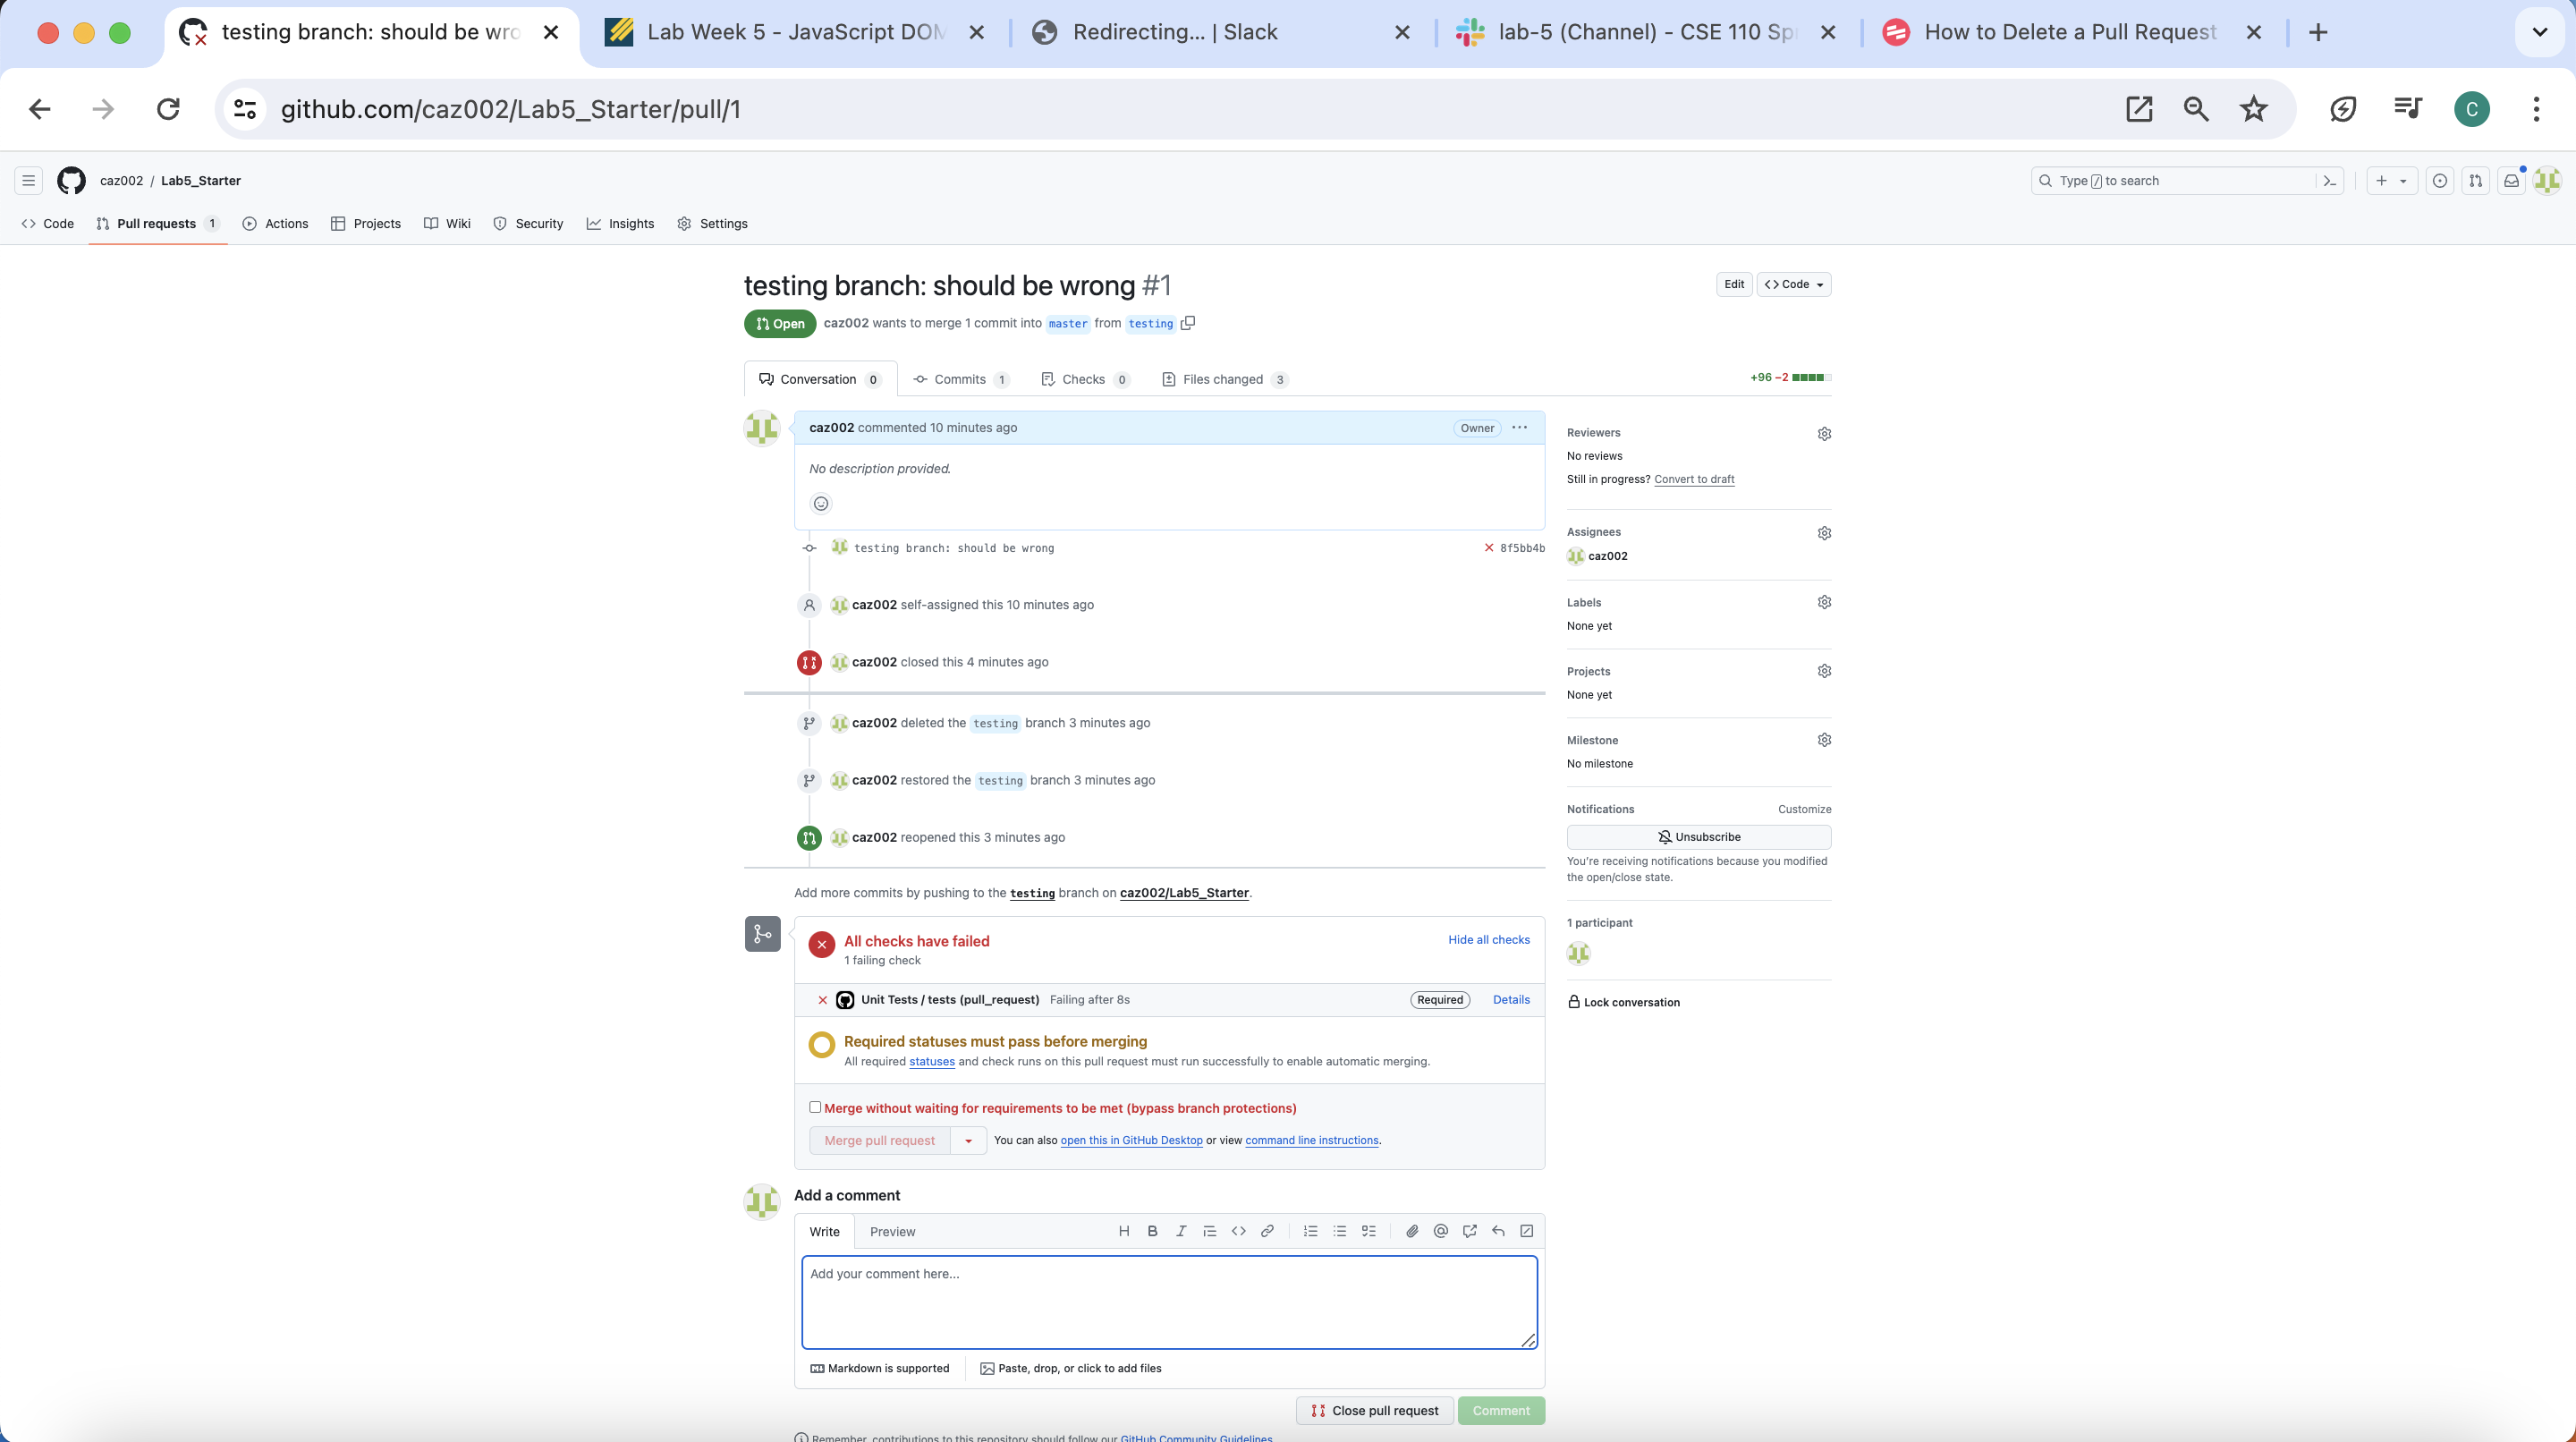 testing branch: should be wro
Lab Week 5 - JavaScript DOM
Redirecting... | Slack
lab-5 (Channel) - CSE 110 Sp
How to Delete a Pull Request
github.com/caz002/Lab5_Starter/pull/1
C
caz002 / Lab5_Starter
Type / to search
Code
Pull requests 1
Actions
Projects
Wiki
Security
Insights
Settings
testing branch: should be wrong #1
Edit
<> Code
Open
caz002 wants to merge 1 commit into master from testing
Conversation 0
Commits 1
Checks 0
Files changed 3
+96 −2
caz002 commented 10 minutes ago
Owner
No description provided.
testing branch: should be wrong
8f5bb4b
caz002 self-assigned this 10 minutes ago
caz002 closed this 4 minutes ago
caz002 deleted the testing branch 3 minutes ago
caz002 restored the testing branch 3 minutes ago
caz002 reopened this 3 minutes ago
Add more commits by pushing to the testing branch on caz002/Lab5_Starter.
All checks have failed
1 failing check
Hide all checks
Unit Tests / tests (pull_request) Failing after 8s
Required
Details
Required statuses must pass before merging
All required statuses and check runs on this pull request must run successfully to enable automatic merging.
Merge without waiting for requirements to be met (bypass branch protections)
Merge pull request
You can also open this in GitHub Desktop or view command line instructions.
Add a comment
Write
Preview
Add your comment here...
Markdown is supported
Paste, drop, or click to add files
Close pull request
Comment
Remember, contributions to this repository should follow our GitHub Community Guidelines
Reviewers
No reviews
Still in progress? Convert to draft
Assignees
caz002
Labels
None yet
Projects
None yet
Milestone
No milestone
Notifications
Customize
Unsubscribe
You're receiving notifications because you modified
the open/close state.
1 participant
Lock conversation